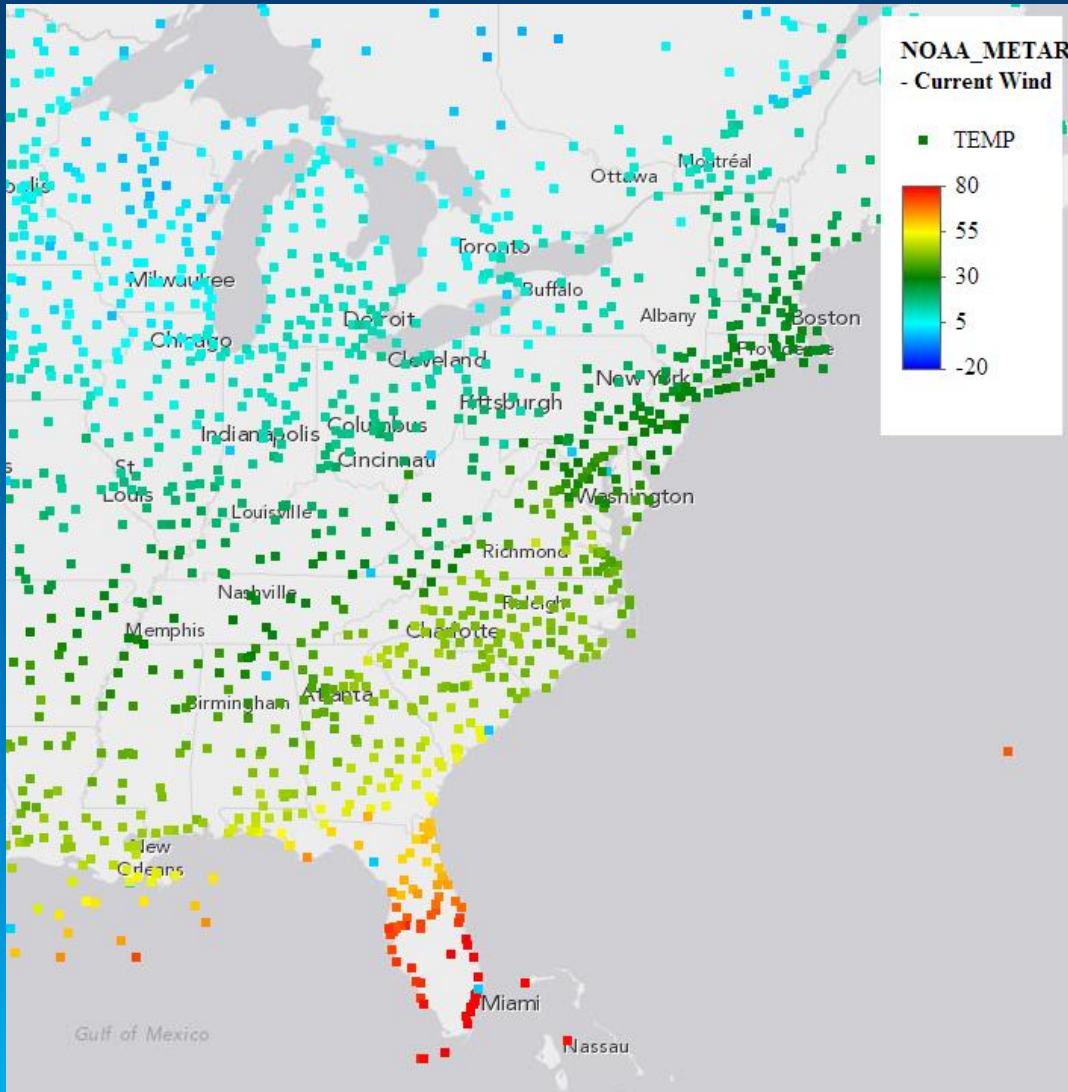 NOAA_METAR
- Current Wind
TEMP
80
55
30
5
-20
Montréal
Ottawa
Toronto
Milwaukee
Buffalo
Albany
Boston
Detroit
Chicago
Providence
Cleveland
New York
Pittsburgh
Columbus
Indianapolis
Cincinnati
St
Louis
Washington
Louisville
Richmond
Nashville
Raleigh
Memphis
Charlotte
Atlanta
Birmingham
New
Orleans
Miami
Gulf of Mexico
Nassau